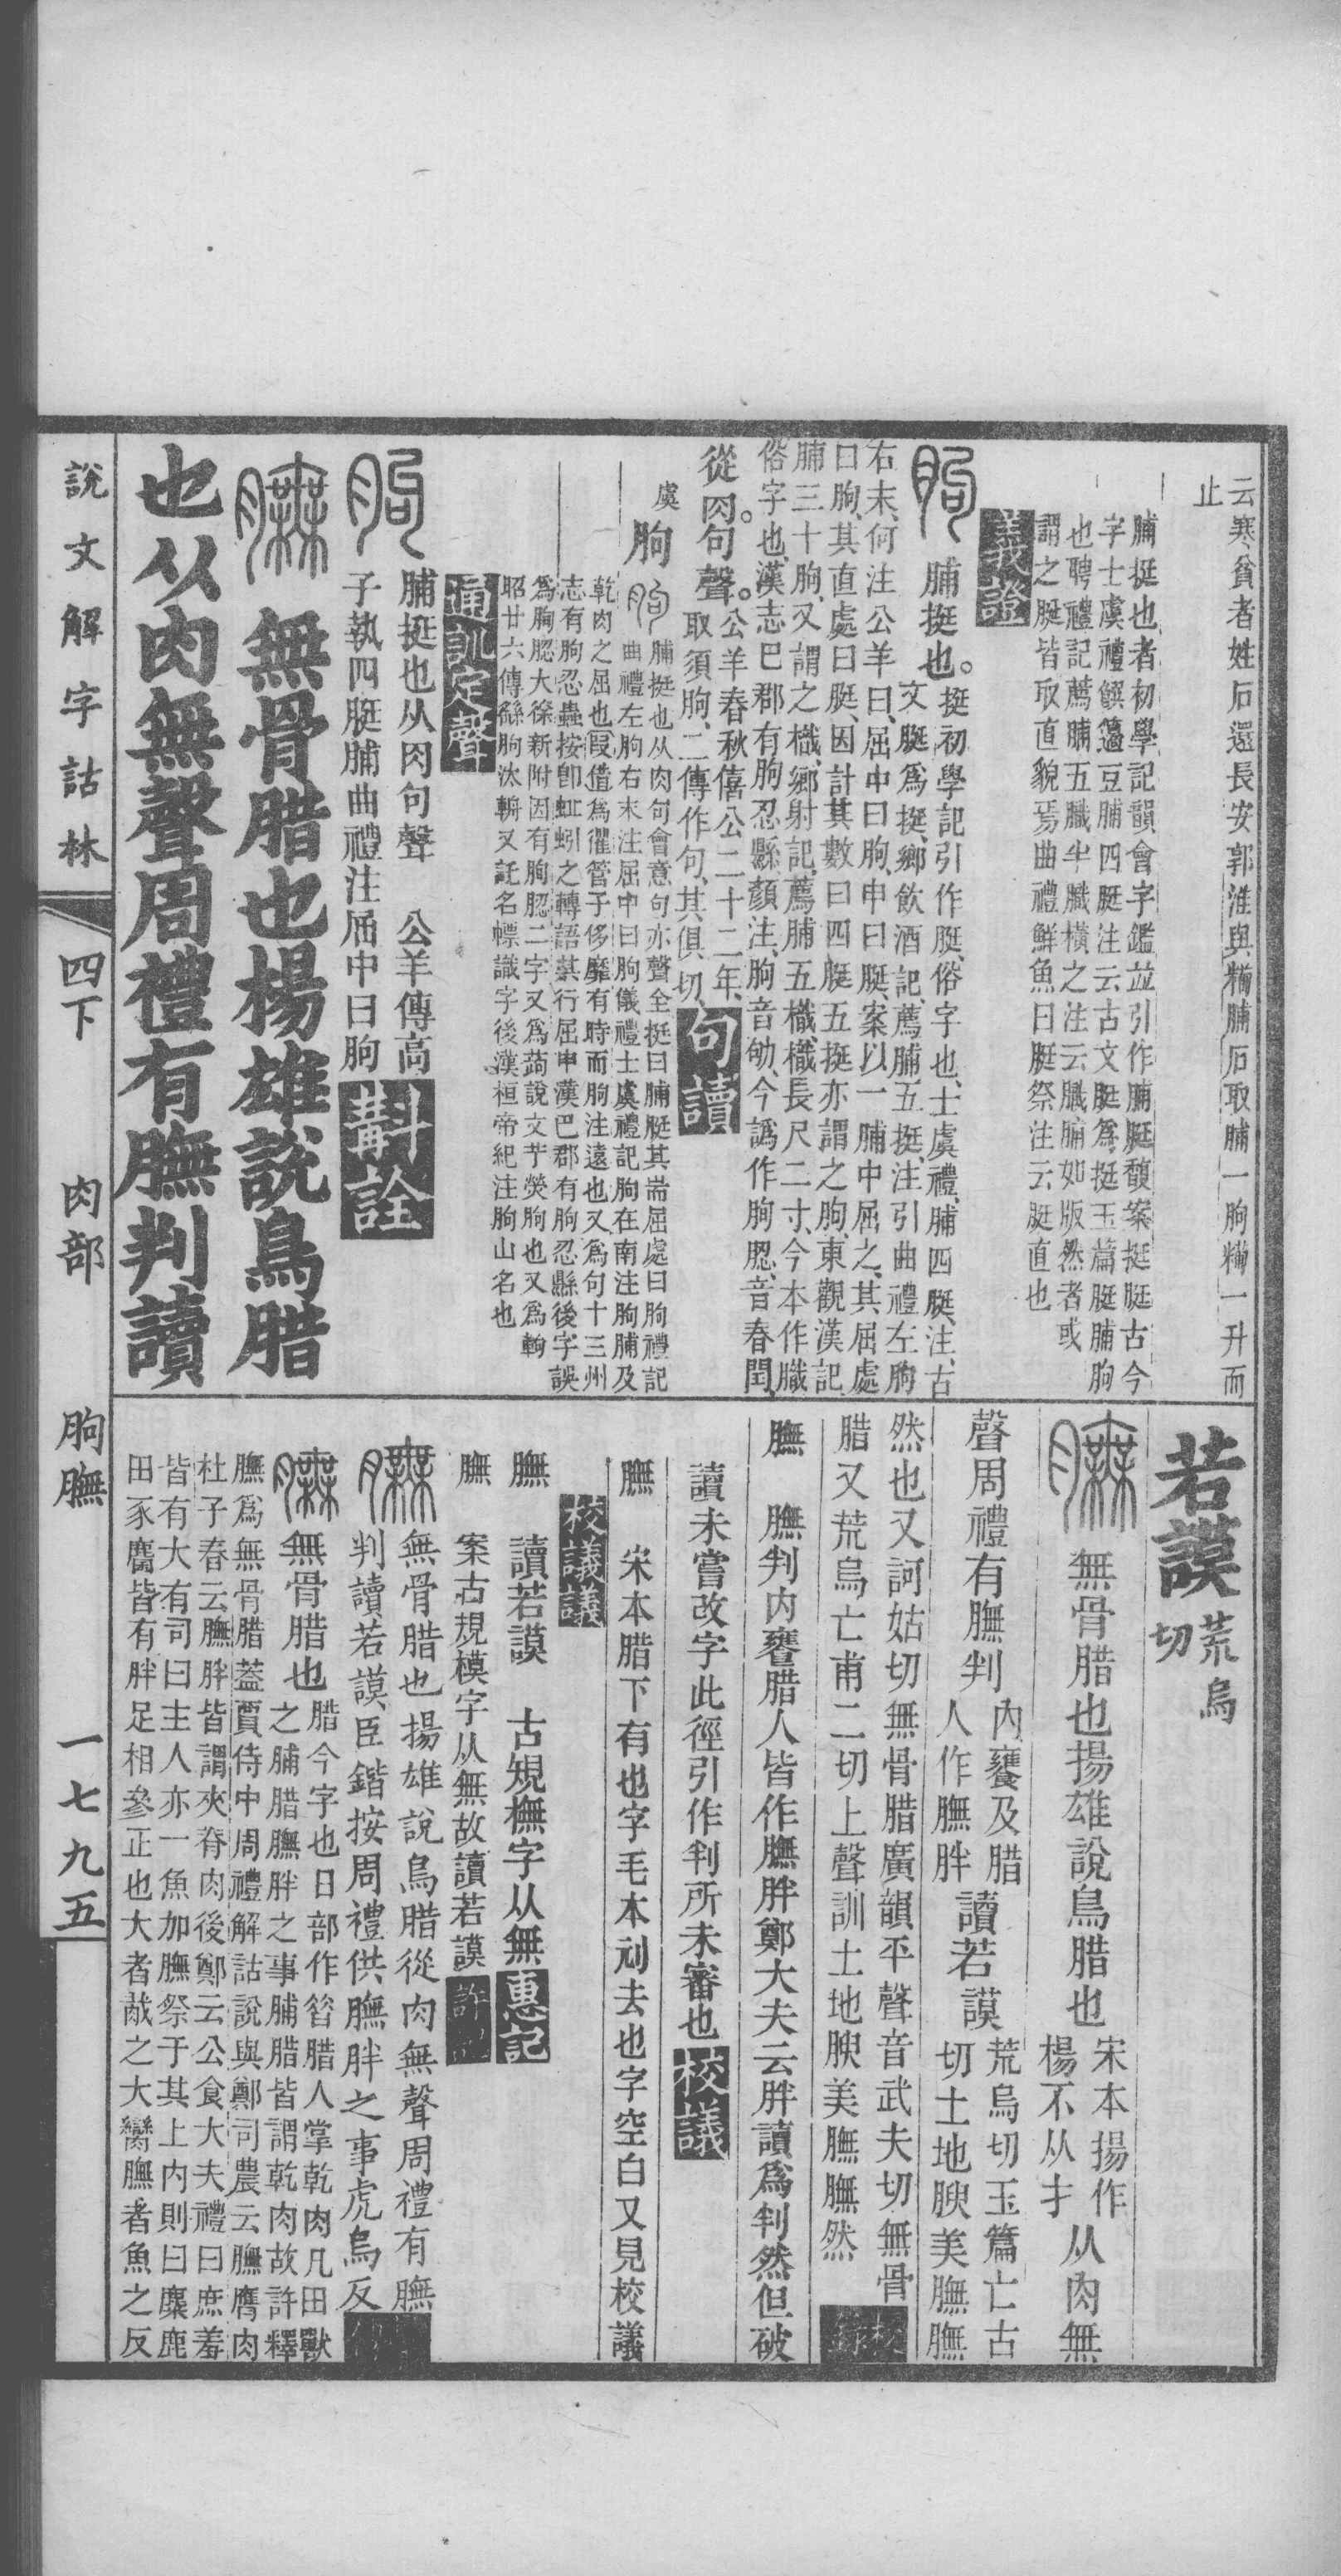 云寒貧者姓石還長安郭淮與糒脯石取脯一朐糒一升而
止
脯挺也者初學記韻會字鑑並引作脯脡馥案挺脡古今
字士虞禮饌籩豆脯四脡注云古文脡爲挺玉篇脡脯朐
也聘禮記薦脯五膱半膱橫之注云膱脯如版然者或
謂之脡皆取直貌焉曲禮鮮魚曰脡祭注云脡直也
義證
脯挺也。挺初學記引作脡俗字也、士虞禮、脯四脡、注、古
文脡爲挺、鄉飲酒記、薦脯五挺、注引曲禮左朐
右末、何注公羊曰、屈中曰朐、申曰脡、案以一脯中屈之、其屈處
曰朐、其直處曰脡、因計其數曰四脡五挺亦謂之朐、東觀漢記、
脯三十朐、又謂之樴、鄉射記、薦脯五樴、樴長尺二寸、今本作膱
俗字也、漢志巴郡有朐忍縣、顏注、朐音劬、今譌作朐䏰、音春閏、
從肉。句聲。公羊春秋僖公二十二年、
取須朐、二傳作句、其俱切、
句讀
朐 虞
脯挺也从肉句會意句亦聲全挺曰脯脡其耑屈處曰朐禮記
曲禮左朐右末注屈中曰朐儀禮士虞禮記朐在南注朐脯及
乾肉之屈也叚借爲臞管子侈靡有時而朐注遠也又爲句十三州
志有朐忍蟲按卽蚯蚓之轉語其行屈申漢巴郡有朐忍縣後字誤
爲朐䏰大徐新附因有朐䏰二字又爲蒟說文芋熒朐也又爲軥
昭廿六傳繇朐汰輈又託名幖識字後漢桓帝紀注朐山名也
通訓定聲
脯挺也从肉句聲 公羊傳高
子執四脡脯曲禮注屈中曰朐
斠詮
無骨腊也楊雄說鳥腊
也从肉無聲周禮有膴判讀
若謨荒烏
切
無骨腊也揚雄說鳥腊也宋本揚作
楊不从扌从肉無
聲周禮有膴判內饔及腊
人作膴胖讀若謨荒烏切玉篇亡古
切土地腴美膴膴
然也又訶姑切無骨腊廣韻平聲音武夫切無骨
腊又荒烏亡甫二切上聲訓土地腴美膴膴然
膴 膴判内饔腊人皆作膴胖鄭大夫云胖讀爲判然但破
讀未嘗改字此徑引作判所未審也
校議
膴 宋本腊下有也字毛本刓去也字空白又見校議
校議議
膴 讀若謨 古䂓橅字从無
惠記
膴 案古規模字从無故讀若謨
無骨腊也揚雄說鳥腊從肉無聲周禮有膴
判讀若謨、臣鍇按周禮供膴胖之事虎烏反
無骨腊也腊今字也日部作㫺腊人掌乾肉凡田獸
之脯腊膴胖之事脯腊皆謂乾肉故許釋
膴爲無骨腊蓋賈侍中周禮解詁說與鄭司農云膴膺肉
杜子春云膴胖皆謂夾脊肉後鄭云公食大夫禮曰庶羞
皆有大有司曰主人亦一魚加膴祭于其上內則曰麋鹿
田豕麕皆有胖足相參正也大者胾之大臠膴者魚之反
說文解字詁林
四下
肉部
朐膴
一七九五